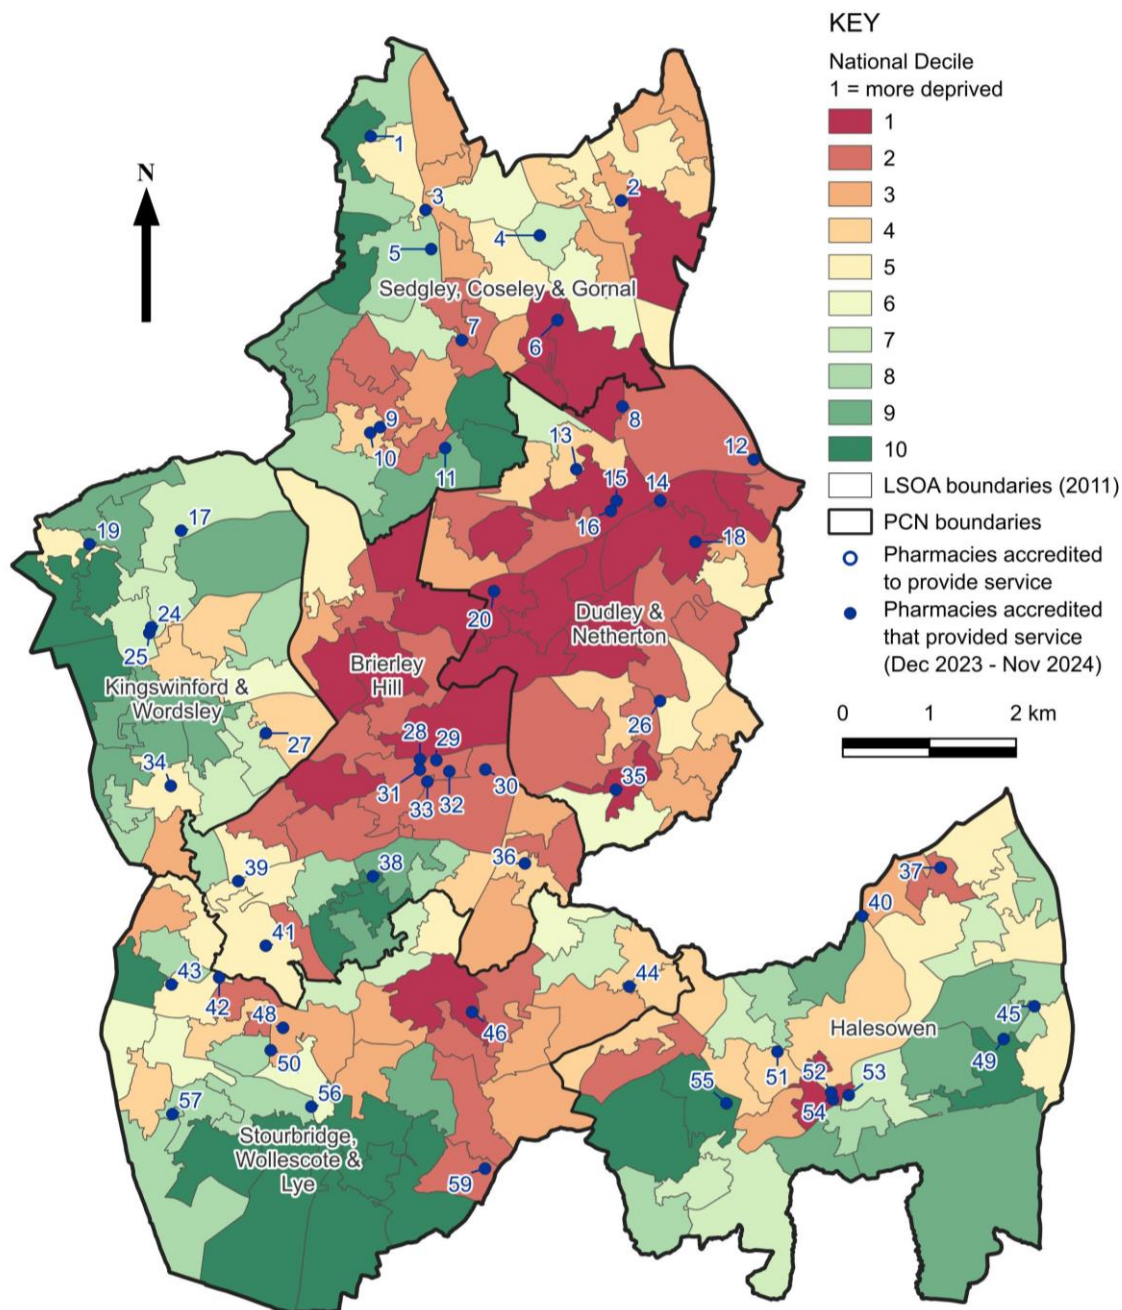 KEY
National Decile
1 = more deprived
1
2
3
4
5
6
7
8
9
10
LSOA boundaries (2011)
PCN boundaries
Pharmacies accredited
to provide service
Pharmacies accredited
that provided service
(Dec 2023 - Nov 2024)
0 1 2 km
N
1
2
3
4
5
Sedgley, Coseley & Gornal
7
6
8
9
10
11
12
13
15
14
16
17
18
19
20
24
25
Dudley &
Netherton
Brierley
Hill
Kingswinford &
Wordsley
26
27
28
29
30
31
32
33
34
35
36
37
38
39
40
41
42
43
44
45
46
48
49
50
Halesowen
51
52
53
54
55
56
57
Stourbridge,
Wollescote &
Lye
59